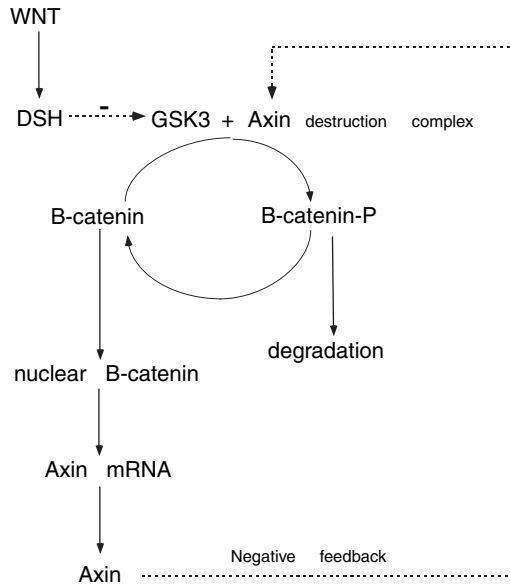 WNT
DSH - GSK3 + Axin destruction complex
B-catenin B-catenin-P
degradation
nuclear B-catenin
Axin mRNA
Negative feedback
Axin